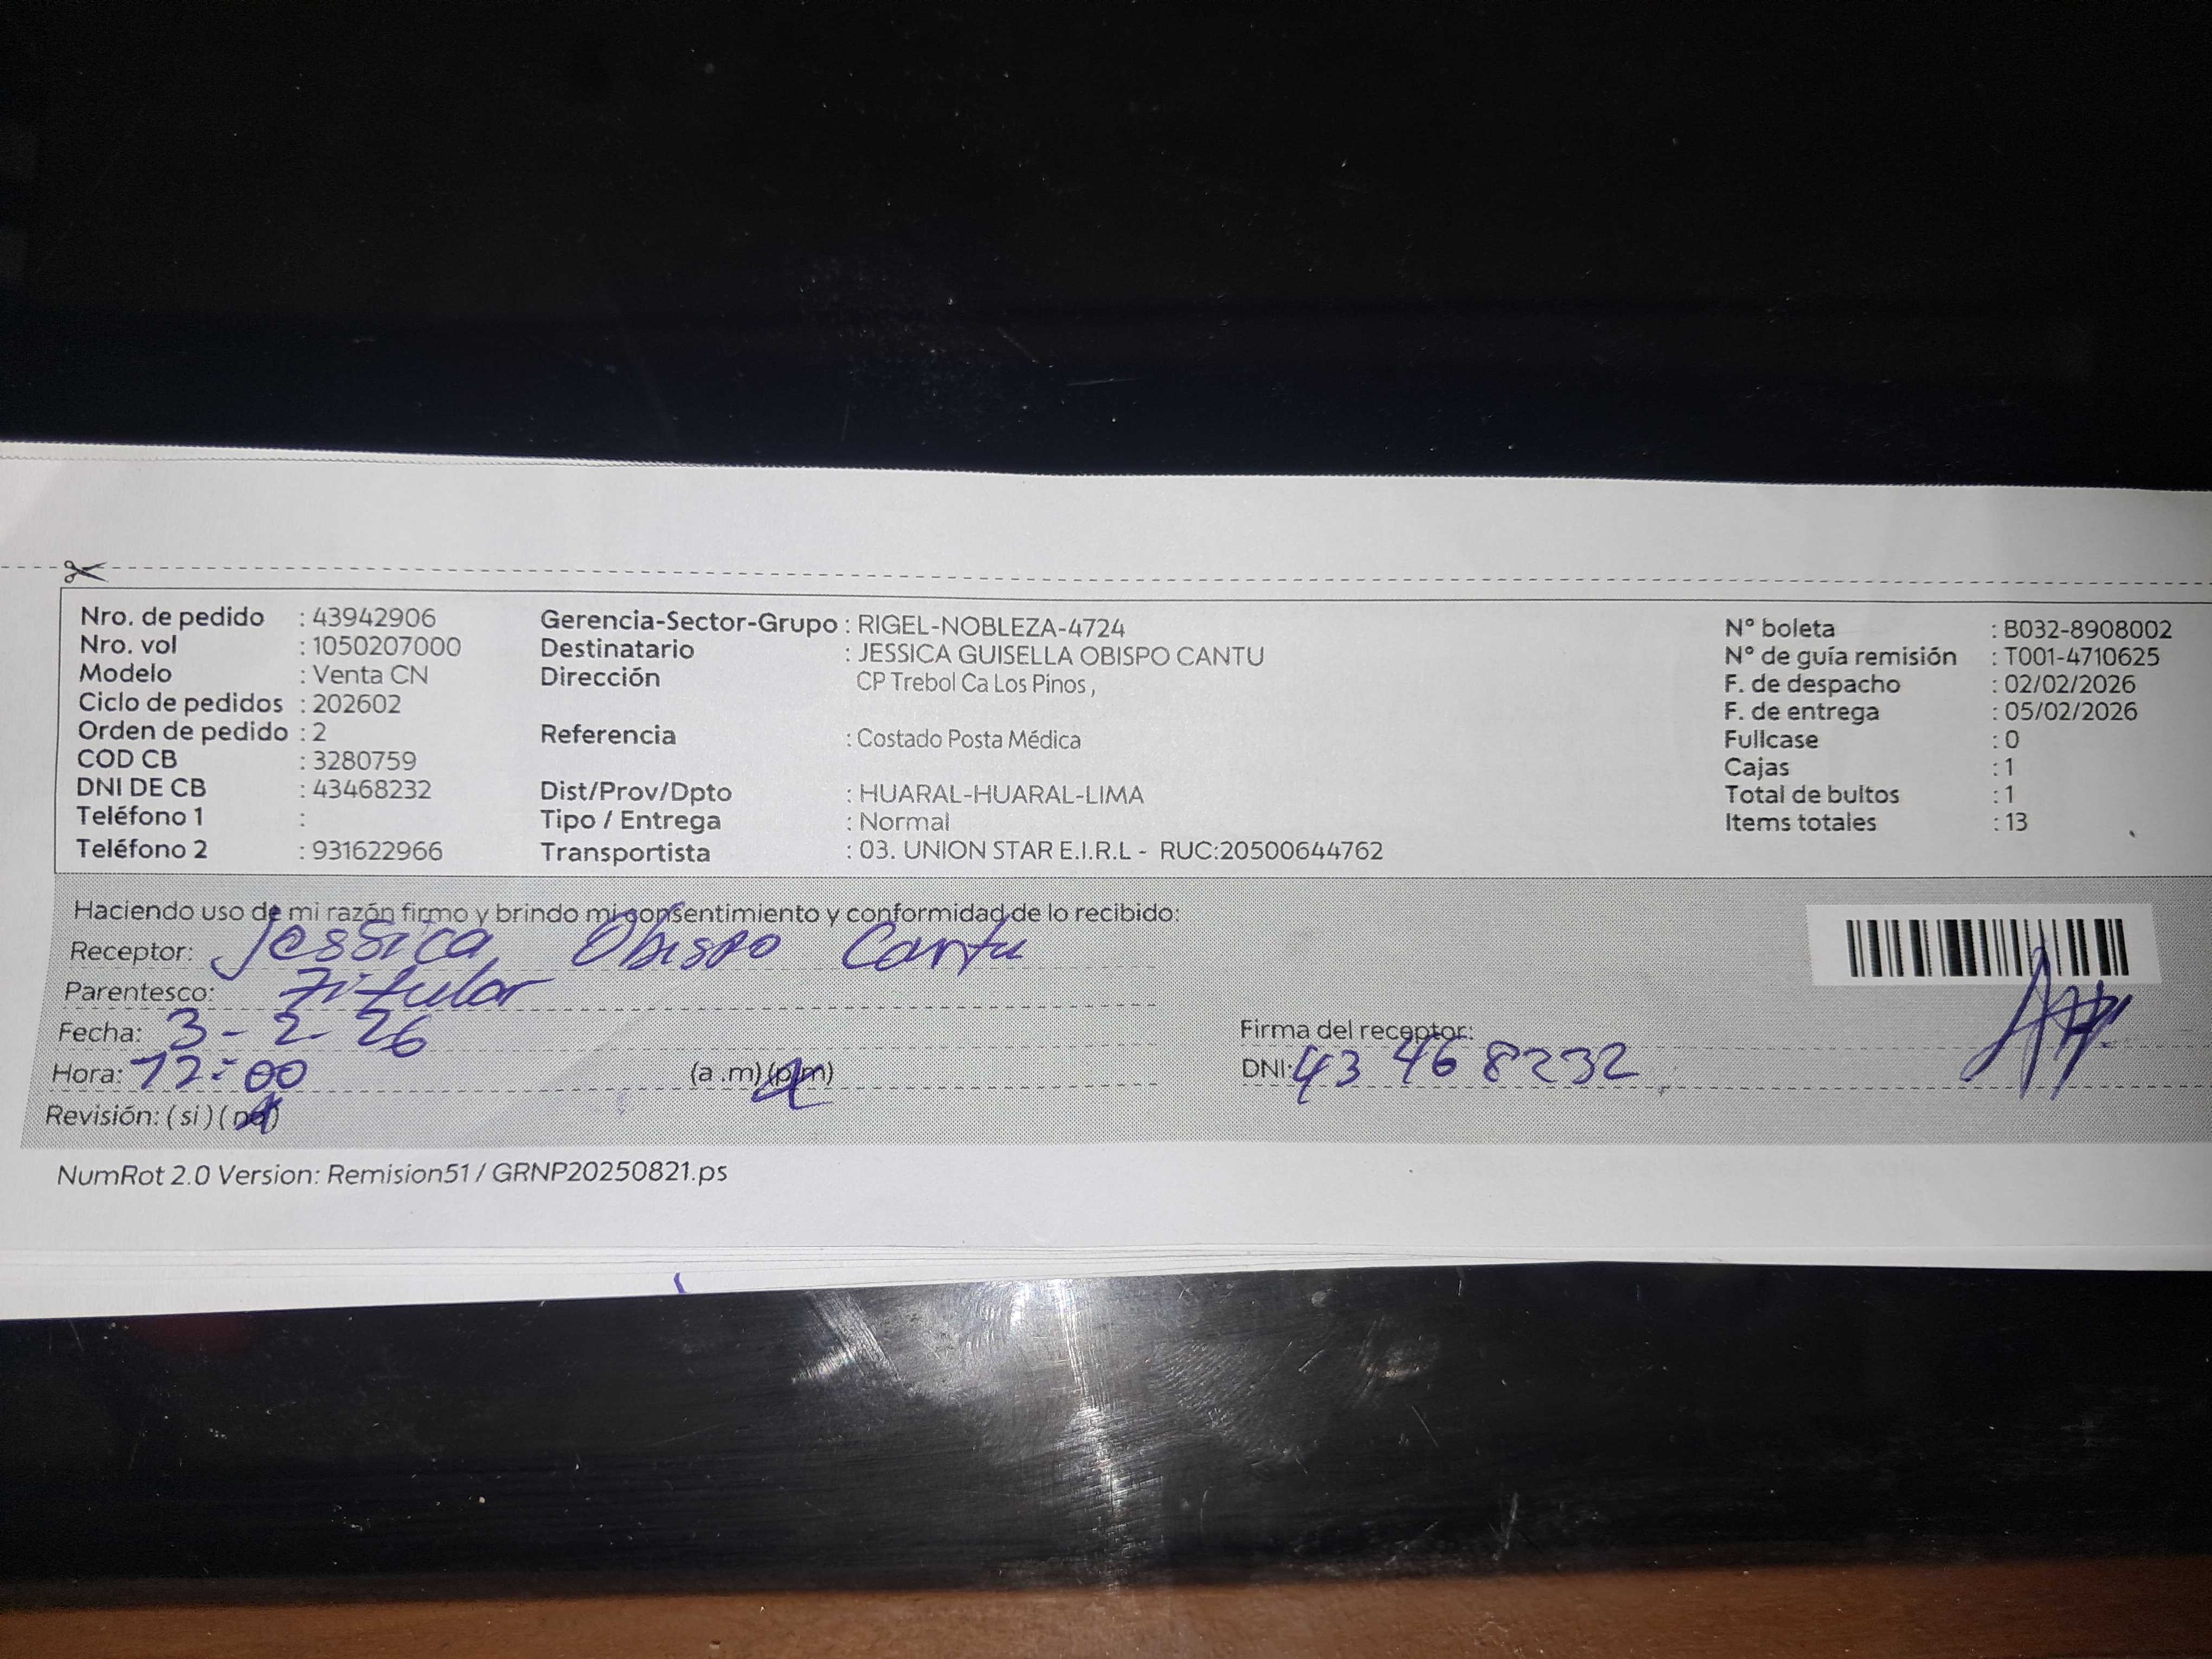 Nro. de pedido : 43942906
Nro. vol : 1050207000
Modelo : Venta CN
Ciclo de pedidos : 202602
Orden de pedido : 2
COD CB : 3280759
DNI DE CB : 43468232
Teléfono 1 :
Teléfono 2 : 931622966
Gerencia-Sector-Grupo : RIGEL-NOBLEZA-4724
Destinatario : JESSICA GUISELLA OBISPO CANTU
Dirección CP Trebol Ca Los Pinos ,
Referencia : Costado Posta Médica
Dist/Prov/Dpto : HUARAL-HUARAL-LIMA
Tipo / Entrega : Normal
Transportista : 03. UNION STAR E.I.R.L - RUC:20500644762
N° boleta : B032-8908002
N° de guía remisión : T001-4710625
F. de despacho : 02/02/2026
F. de entrega : 05/02/2026
Fullcase : 0
Cajas : 1
Total de bultos : 1
Items totales : 13
Haciendo uso de mi razón firmo y brindo mi consentimiento y conformidad de lo recibido:
Receptor: Jessica Obispo Cantu
Parentesco: Titular
Fecha: 3-2-26
Hora: 12:00 (a .m) (p.m)
Revisión: ( si ) ( no )
Firma del receptor:
DNI: 43468232
NumRot 2.0 Version: Remision51 / GRNP20250821.ps